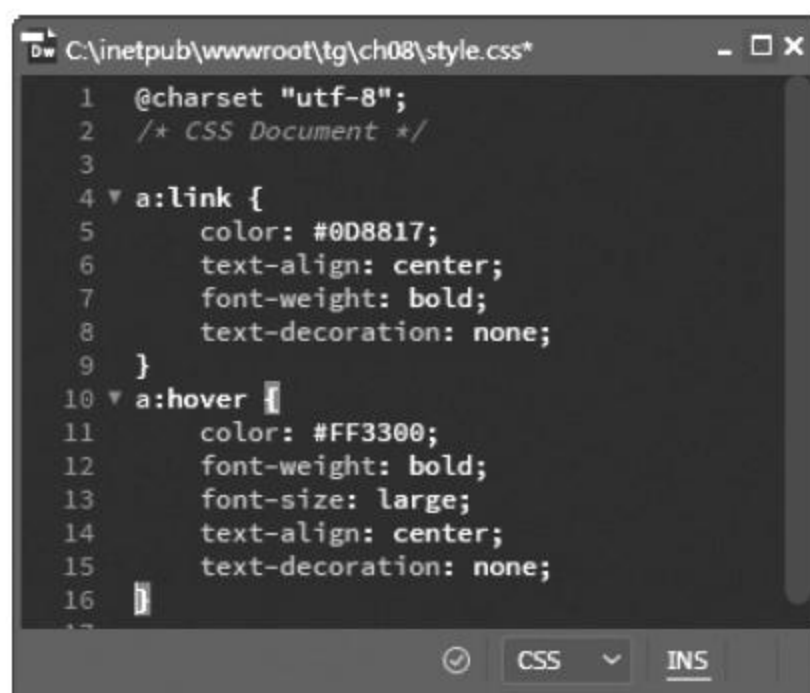 Dw C:\inetpub\wwwroot\tg\ch08\style.css*
1 @charset "utf-8";
2 /* CSS Document */
3
4 ▼ a:link {
5 color: #0D8817;
6 text-align: center;
7 font-weight: bold;
8 text-decoration: none;
9 }
10 ▼ a:hover {
11 color: #FF3300;
12 font-weight: bold;
13 font-size: large;
14 text-align: center;
15 text-decoration: none;
16 }
CSS INS